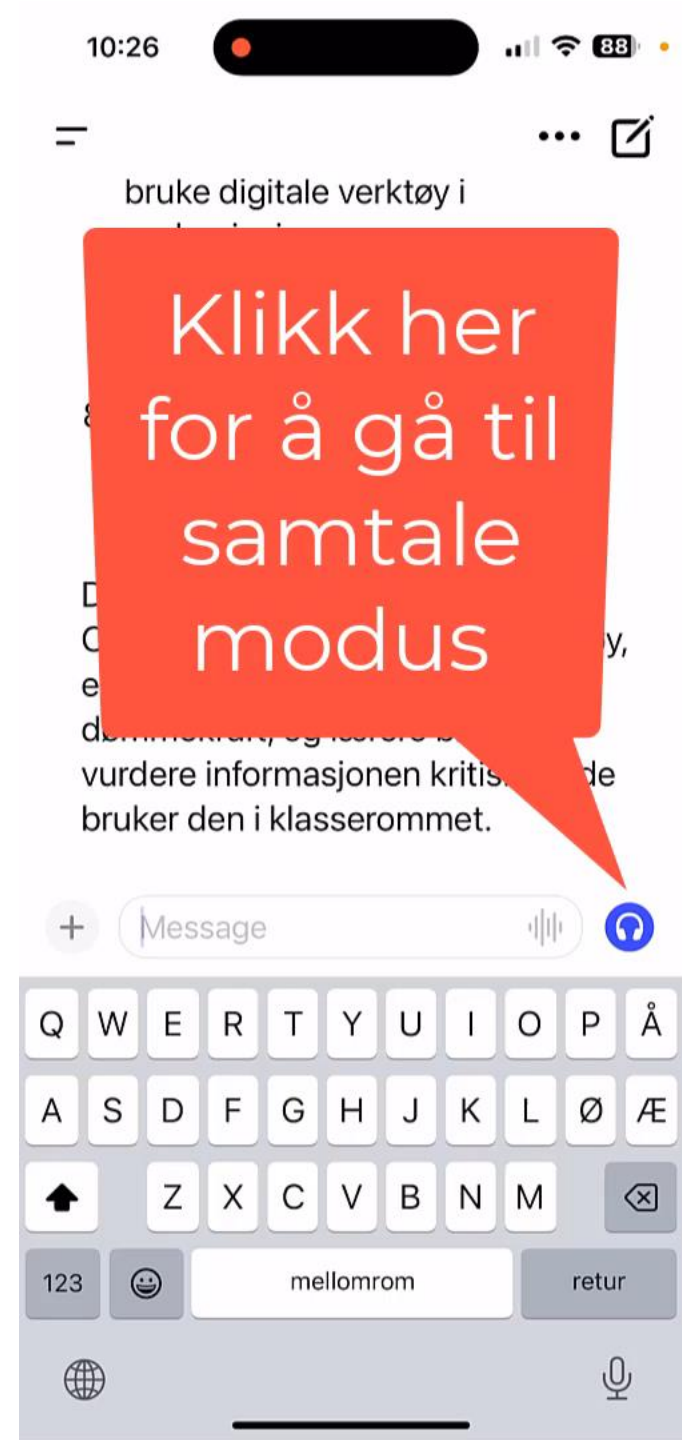 10:26
88
bruke digitale verktøy i
Klikk her
for å gå til
samtale
modus
y,
e
vurdere informasjonen de
bruker den i klasserommet.
Message
Q W E R T Y U I O P Å
A S D F G H J K L Ø Æ
Z X C V B N M
123 mellomrom retur